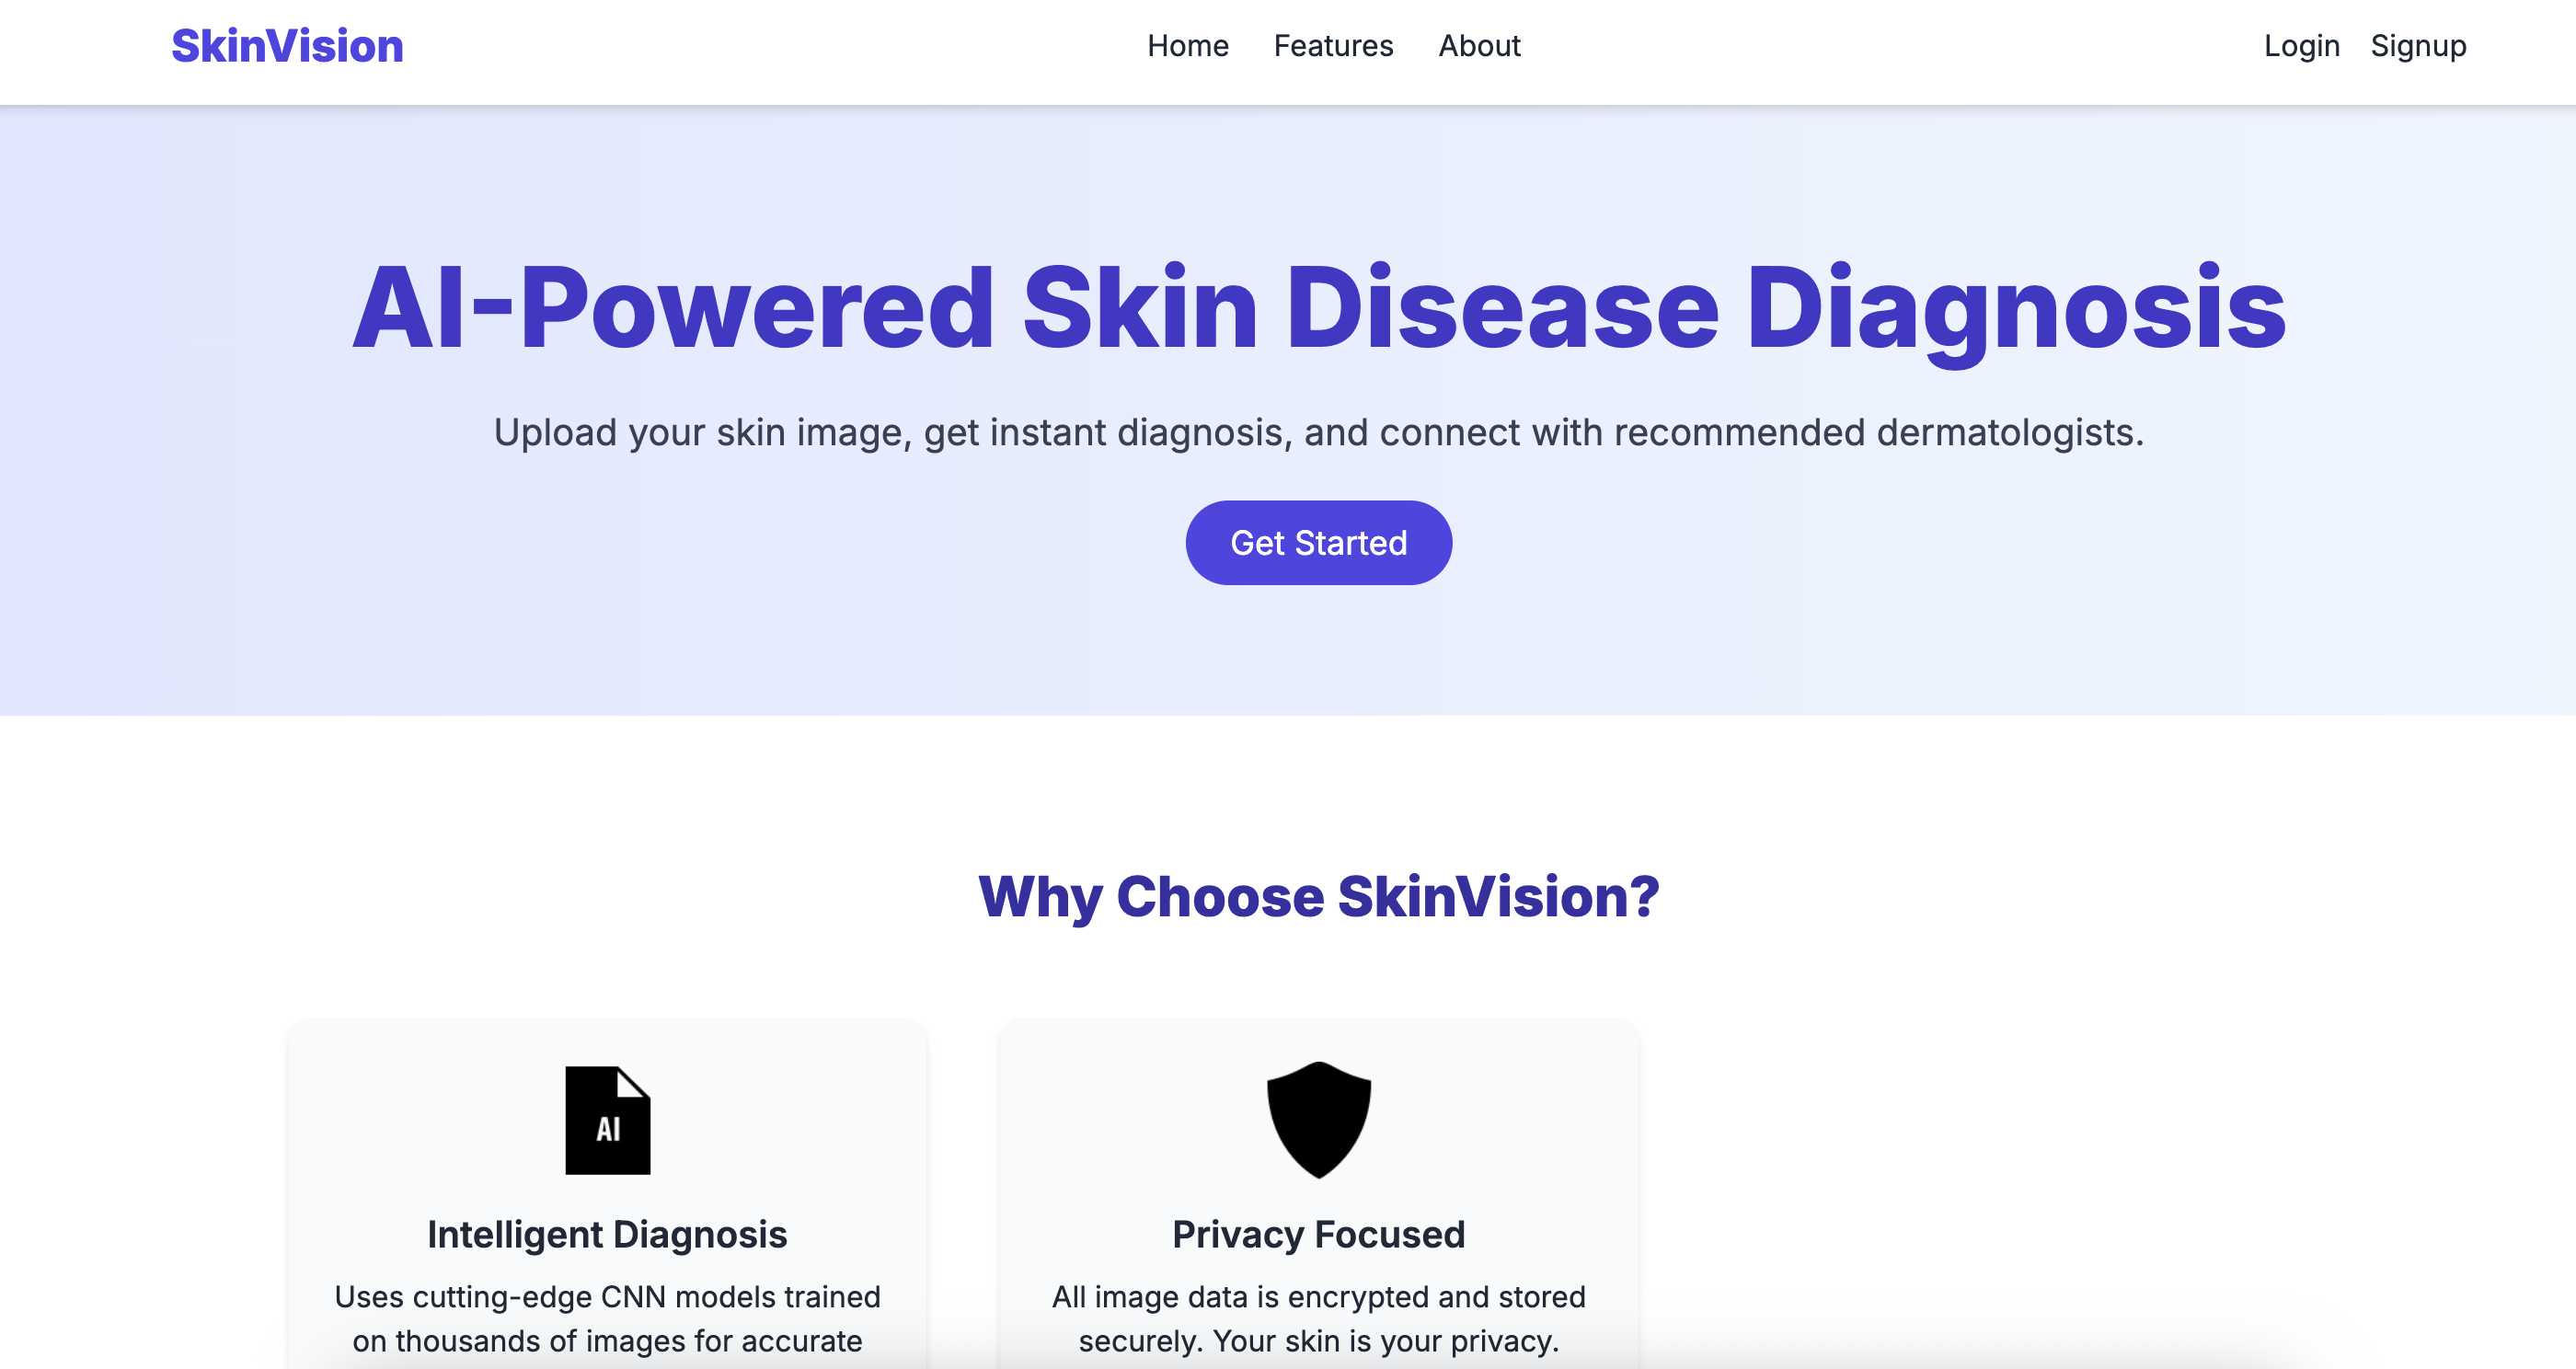 SkinVision
Home Features About
Login Signup
AI-Powered Skin Disease Diagnosis
Upload your skin image, get instant diagnosis, and connect with recommended dermatologists.
Get Started
Why Choose SkinVision?
AI
Intelligent Diagnosis
Uses cutting-edge CNN models trained
on thousands of images for accurate
Privacy Focused
All image data is encrypted and stored
securely. Your skin is your privacy.